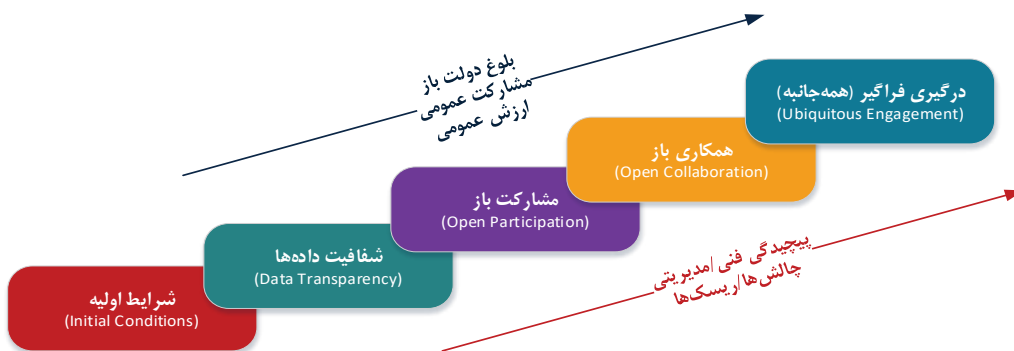 بلوغ دولت باز
مشارکت عمومی
ارزش عمومی
درگیری فراگیر (همه‌جانبه)
(Ubiquitous Engagement)
همکاری باز
(Open Collaboration)
مشارکت باز
(Open Participation)
شفافیت داده‌ها
(Data Transparency)
شرایط اولیه
(Initial Conditions)
پیچیدگی فنی/مدیریتی
چالش‌ها/ریسک‌ها